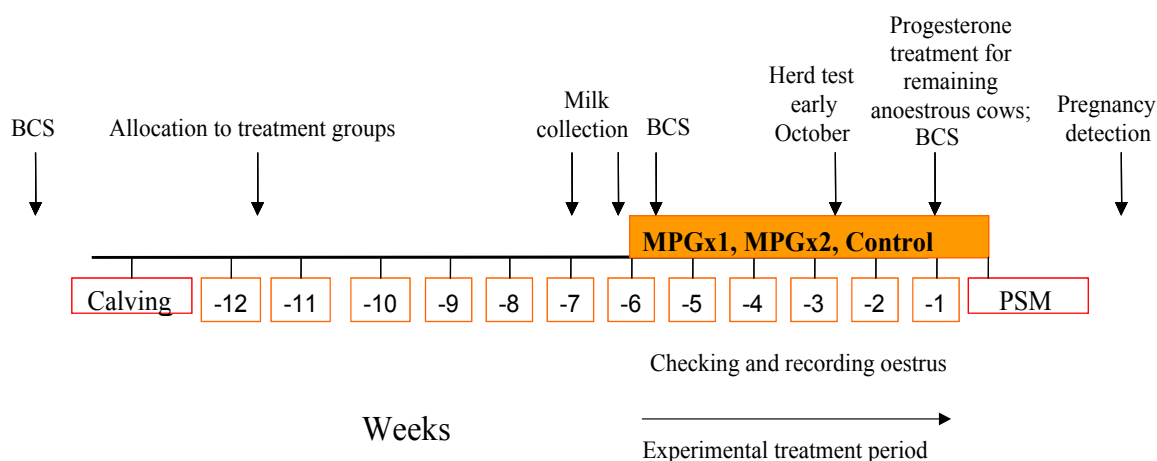 BCS
Allocation to treatment groups
Milk
collection
BCS
Herd test
early
October
Progesterone
treatment for
remaining
anoestrous cows;
BCS
Pregnancy
detection
MPGx1, MPGx2, Control
Calving
-12
-11
-10
-9
-8
-7
-6
-5
-4
-3
-2
-1
PSM
Checking and recording oestrus
Weeks
Experimental treatment period